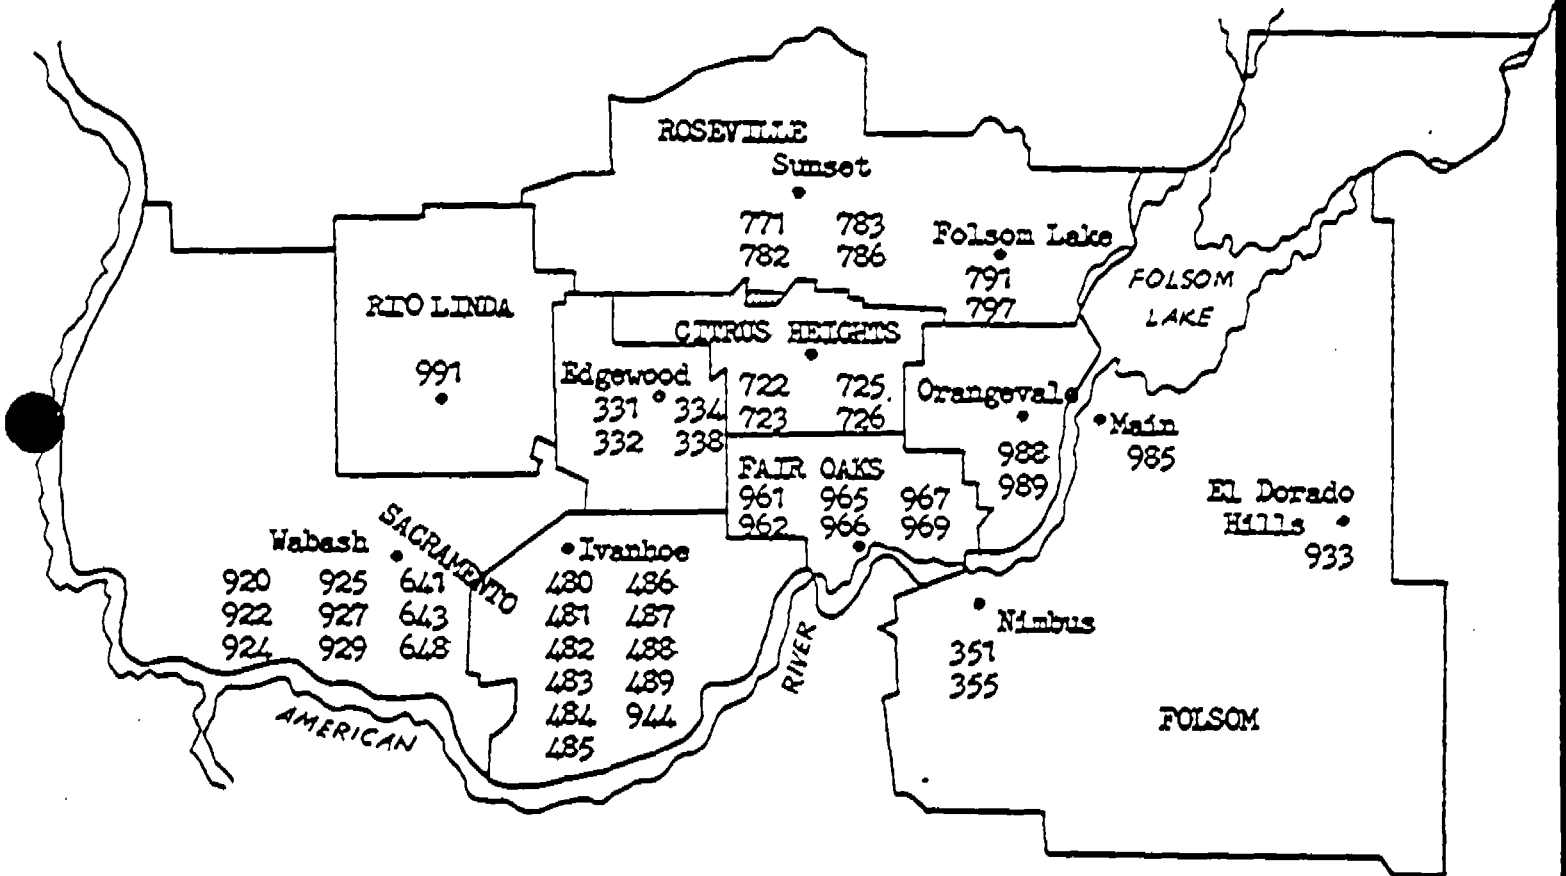 ROSEVILLE
Sunset
771 783
782 786
Folsom Lake
791
797
FOLSOM
LAKE
RIO LINDA
991
CITRUS HEIGHTS
722 725
723 726
Edgewood
331 334
332 338
Orangeval
988
989
Main
985
FAIR OAKS
961 965 967
962 966 969
El Dorado
Hills
933
SACRAMENTO
Wabash
920 925 641
922 927 643
924 929 648
Ivanhoe
480 486
481 487
482 488
483 489
484 944
485
Nimbus
351
355
FOLSOM
AMERICAN
RIVER